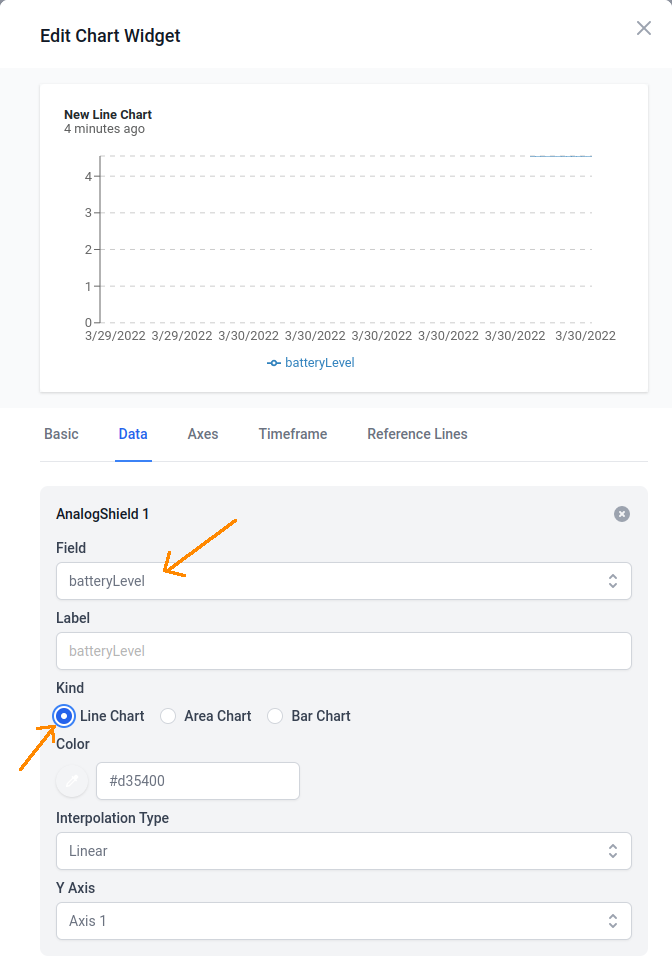 Edit Chart Widget
New Line Chart
4 minutes ago
4
3
2
1
0
3/29/2022 3/29/2022 3/30/2022 3/30/2022 3/30/2022 3/30/2022 3/30/2022 3/30/2022
batteryLevel
Basic Data Axes Timeframe Reference Lines
AnalogShield 1
Field
batteryLevel
Label
batteryLevel
Kind
Line Chart Area Chart Bar Chart
Color
#d35400
Interpolation Type
Linear
Y Axis
Axis 1